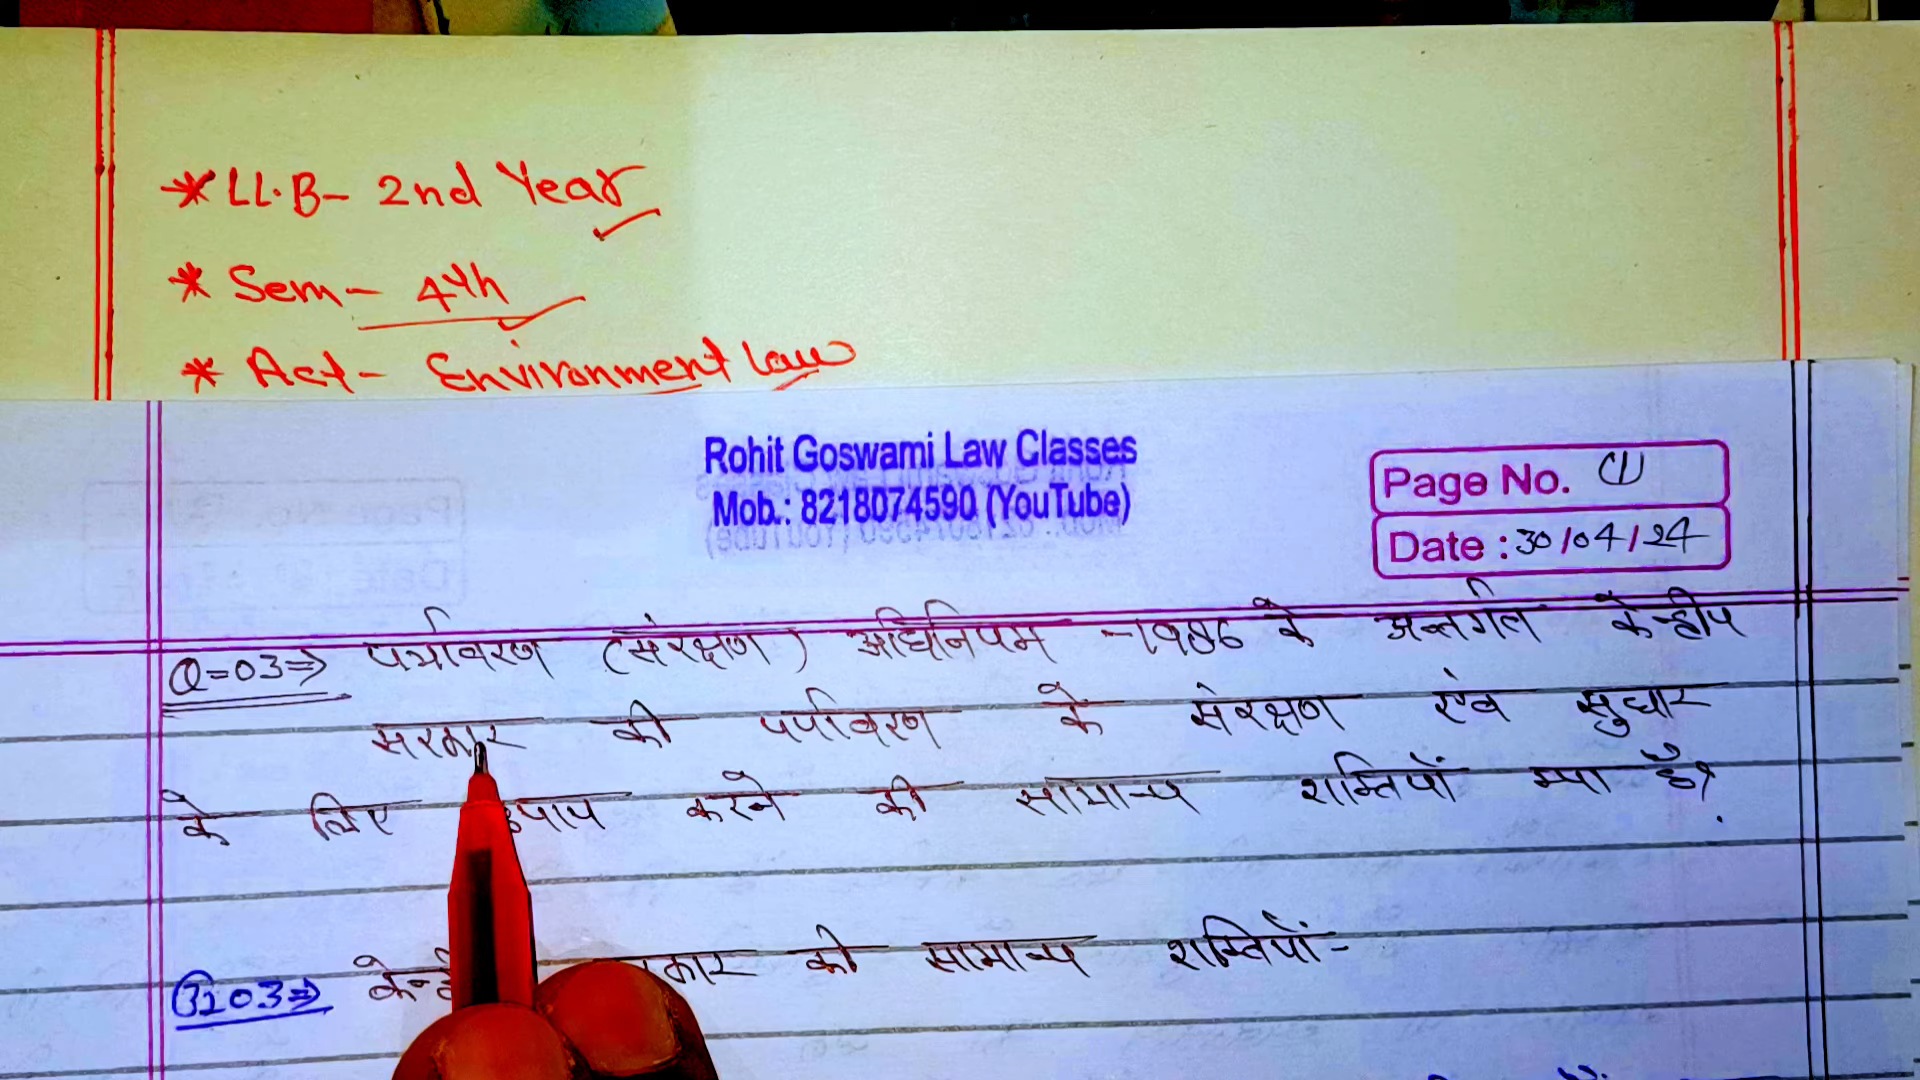 * LL.B- 2nd Year
* Sem- 4th
* Act- Environment Law
Rohit Goswami Law Classes
Mob.: 8218074590 (YouTube)
Page No. (1)
Date : 30/04/24
Q=03⇒ पर्यावरण (संरक्षण) अधिनियम -1986 के अन्तर्गत केन्द्रीय
सरकार की पर्यावरण के संरक्षण एंव सुधार
के लिए उपाय करने की सामान्य शक्तियाँ क्या है?
उ03⇒ सरकार की सामान्य शक्तियाँ-